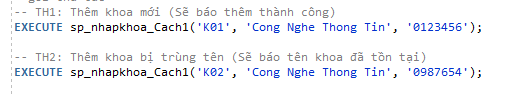 -- TH1: Thêm khoa mới (Sẽ báo thêm thành công)
EXECUTE sp_nhapkhoa_Cach1('K01', 'Cong Nghe Thong Tin', '0123456');
-- TH2: Thêm khoa bị trùng tên (Sẽ báo tên khoa đã tồn tại)
EXECUTE sp_nhapkhoa_Cach1('K02', 'Cong Nghe Thong Tin', '0987654');